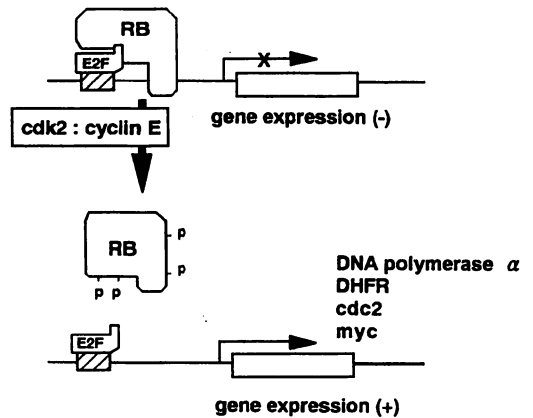 RB
E2F
X
gene expression (-)
cdk2 : cyclin E
RB
p
p
p p
DNA polymerase α
DHFR
cdc2
myc
E2F
gene expression (+)